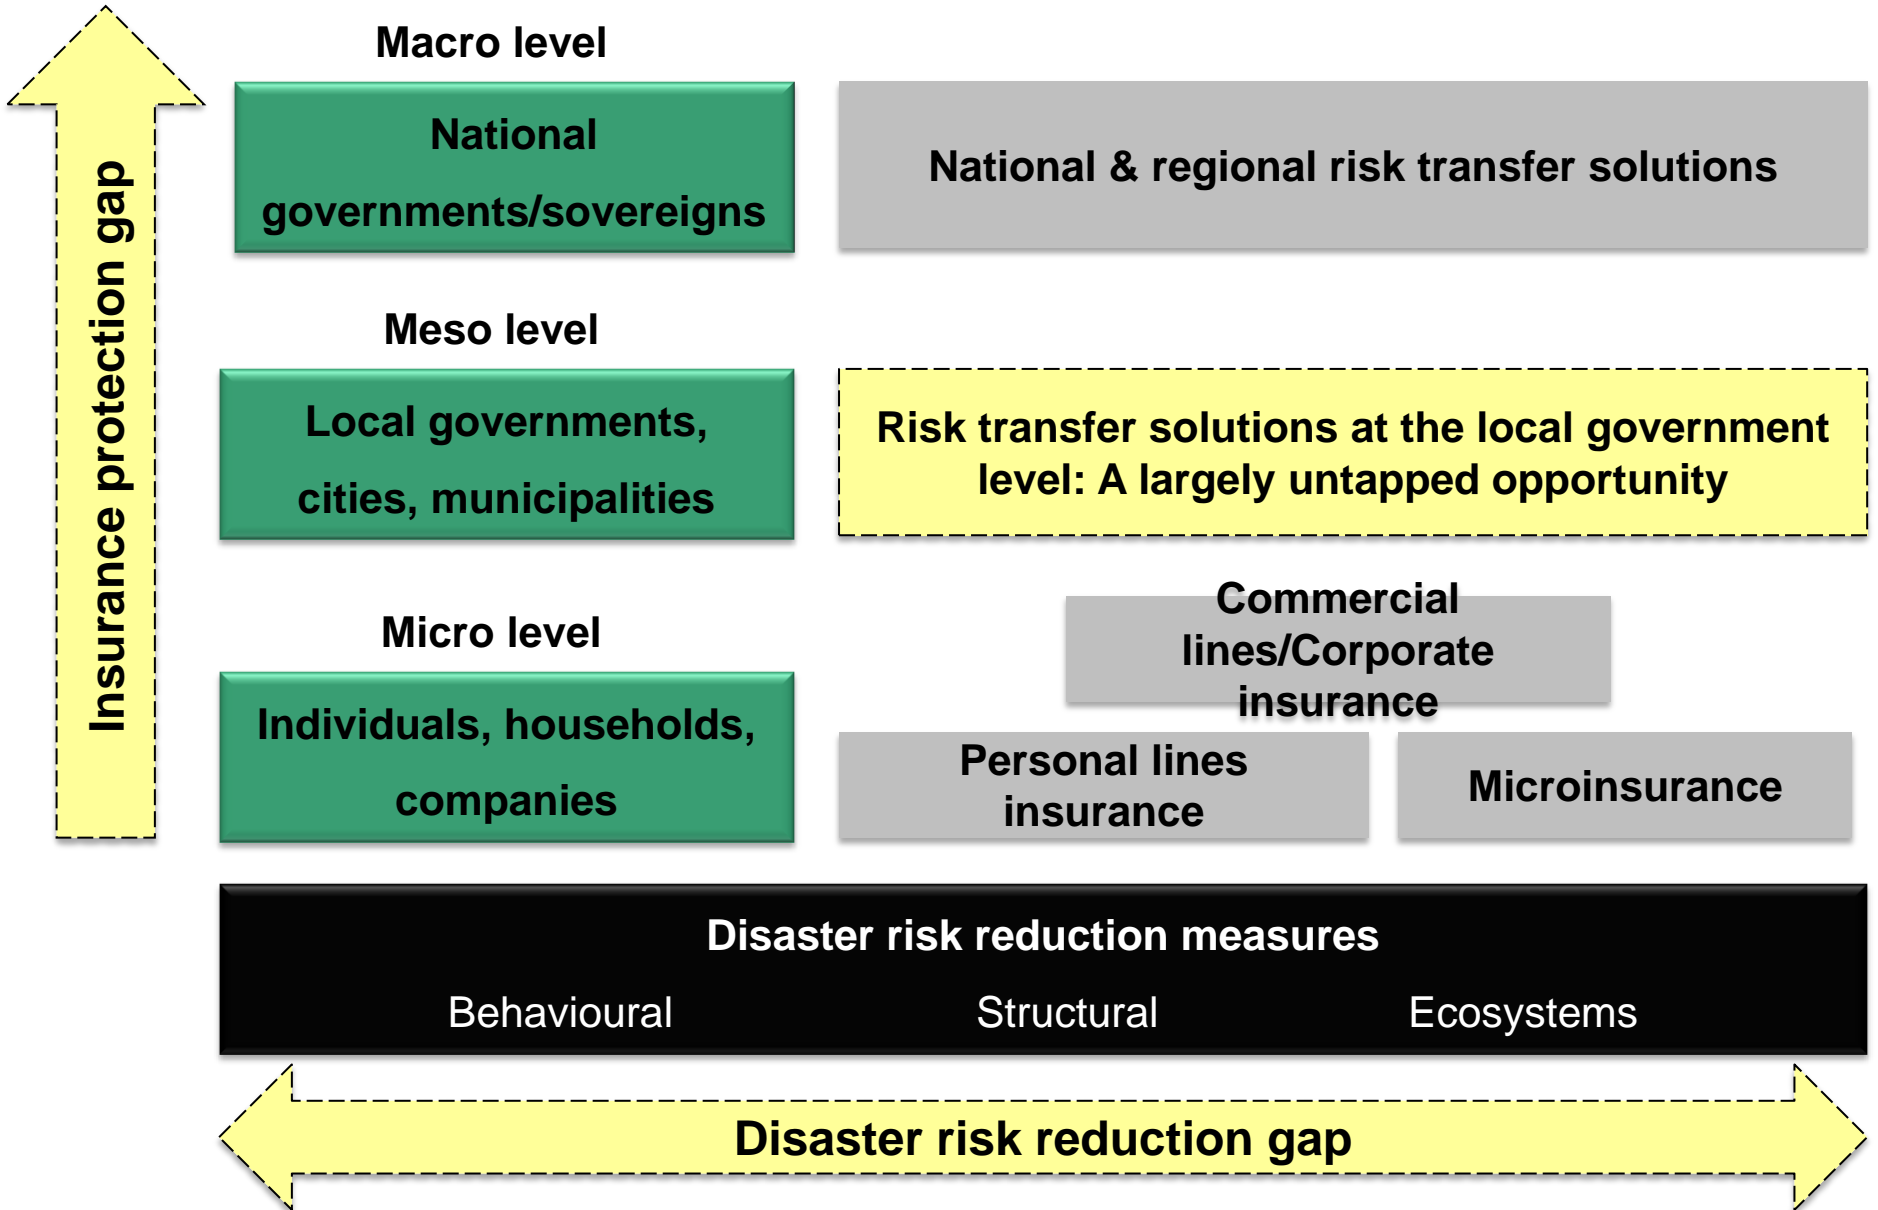 Insurance protection gap
Macro level
National
governments/sovereigns
National & regional risk transfer solutions
Meso level
Local governments,
cities, municipalities
Risk transfer solutions at the local government
level: A largely untapped opportunity
Micro level
Individuals, households,
companies
Commercial
lines/Corporate
insurance
Personal lines
insurance
Microinsurance
Disaster risk reduction measures
Behavioural Structural Ecosystems
Disaster risk reduction gap